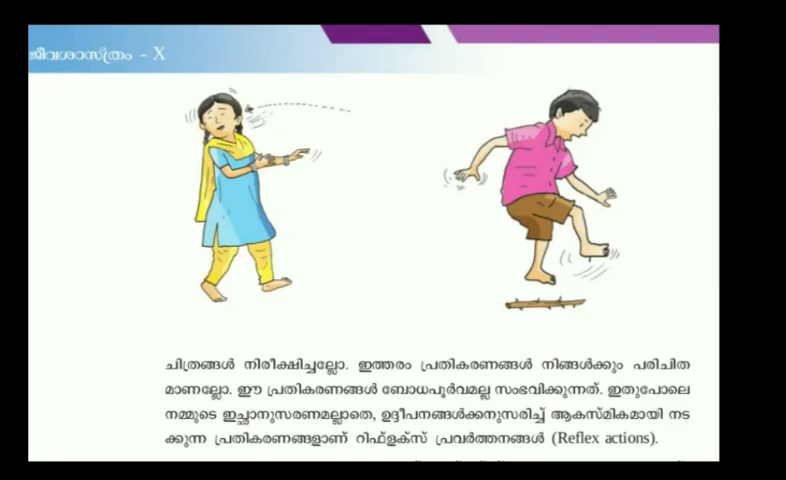 ജീവശാസ്ത്രം - X
ചിത്രങ്ങൾ നിരീക്ഷിച്ചല്ലോ. ഇത്തരം പ്രതികരണങ്ങൾ നിങ്ങൾക്കും പരിചിത
മാണല്ലോ. ഈ പ്രതികരണങ്ങൾ ബോധപൂർവമല്ല സംഭവിക്കുന്നത്. ഇതുപോലെ
നമ്മുടെ ഇച്ഛാനുസരണമല്ലാതെ, ഉദ്ദീപനങ്ങൾക്കനുസരിച്ച് ആകസ്മികമായി നട
ക്കുന്ന പ്രതികരണങ്ങളാണ് റിഫ്ളക്സ് പ്രവർത്തനങ്ങൾ (Reflex actions).